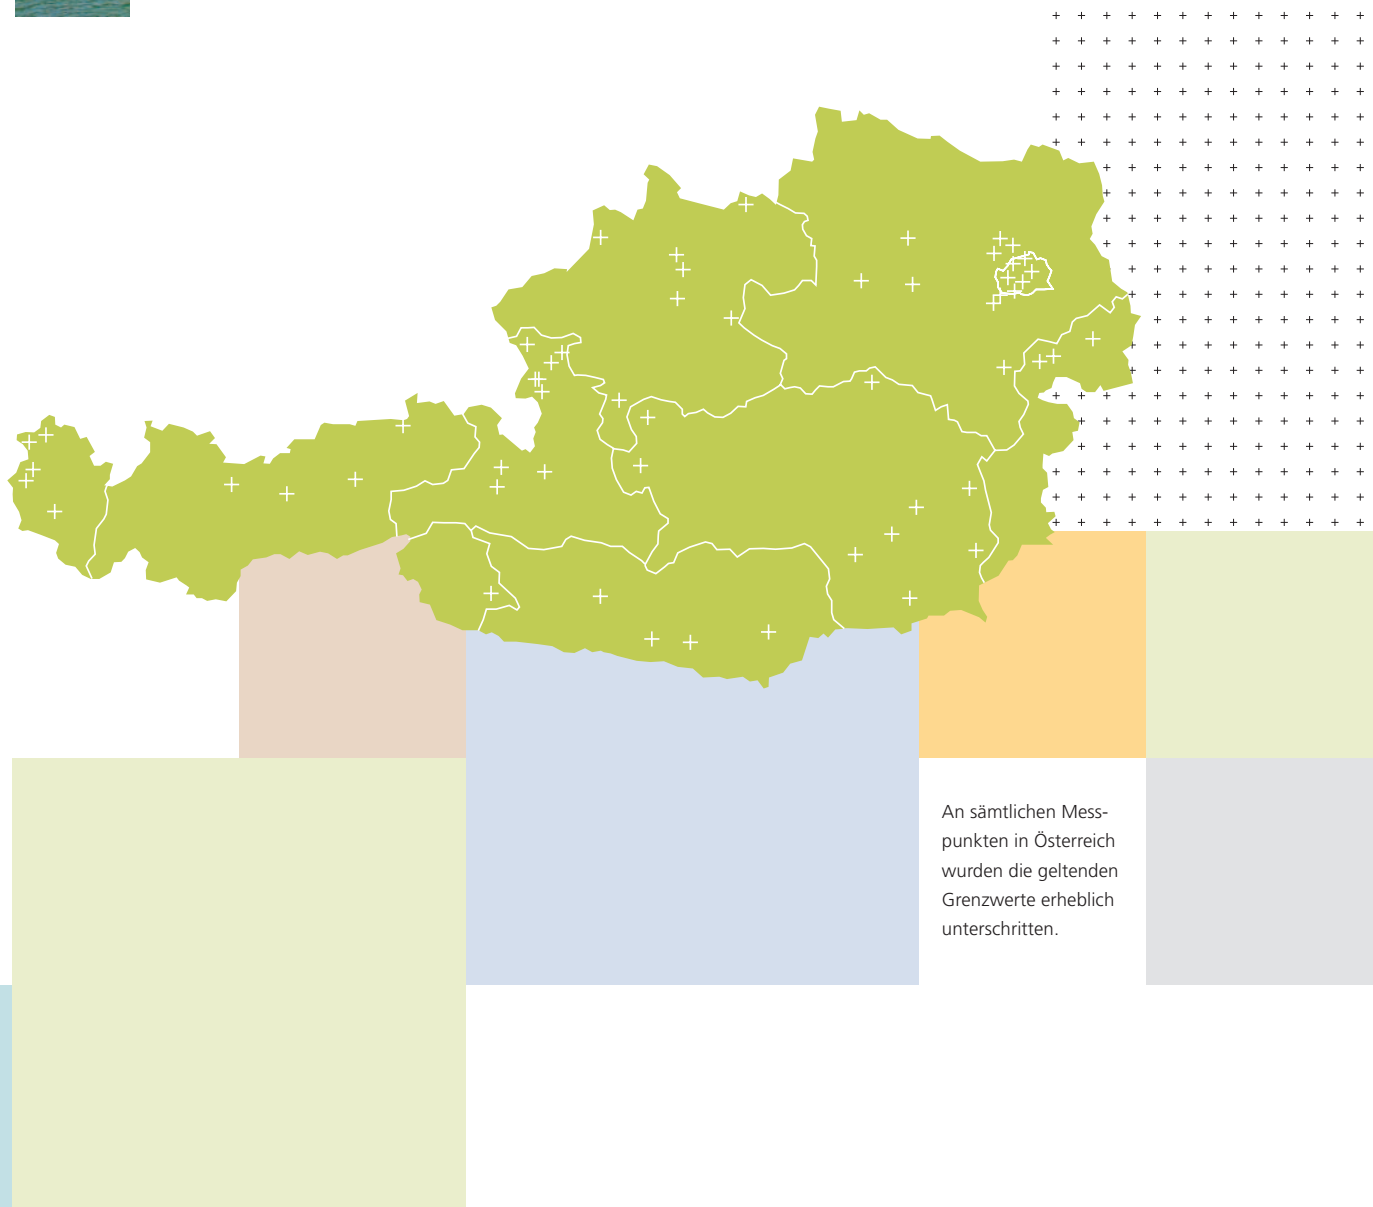 An sämtlichen Mess-
punkten in Österreich
wurden die geltenden
Grenzwerte erheblich
unterschritten.